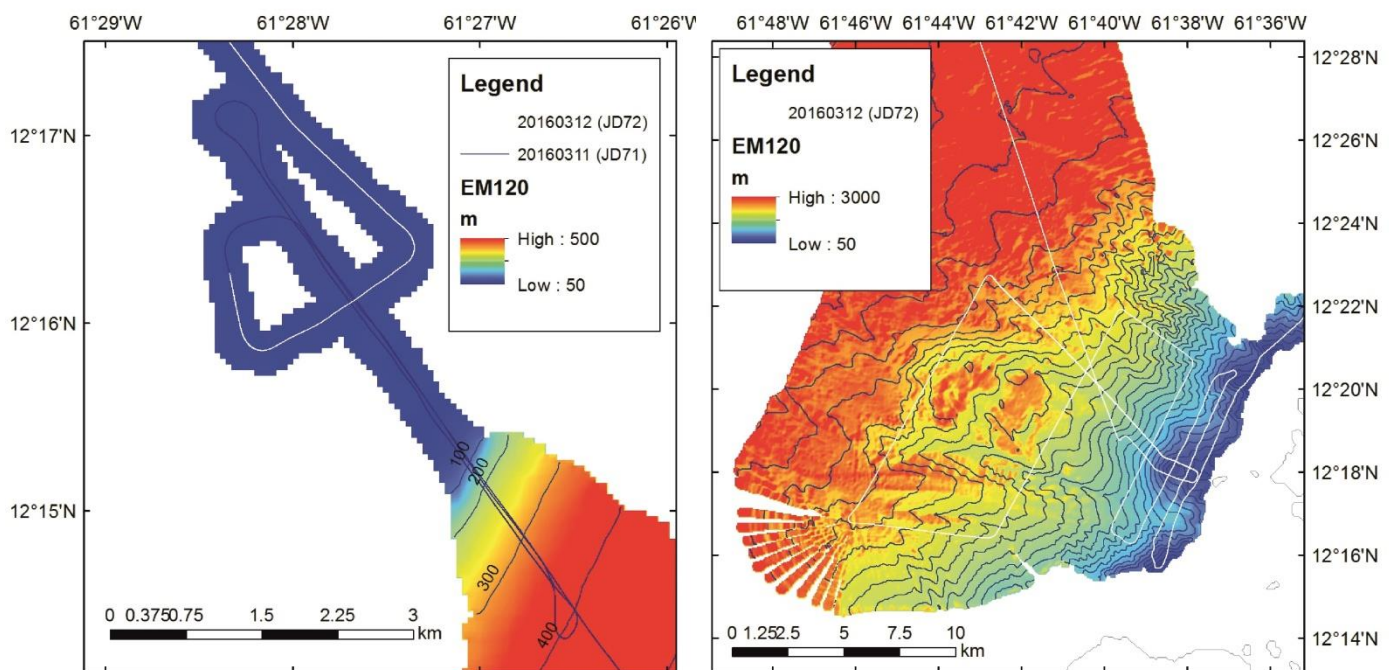 61°29'W 61°28'W 61°27'W 61°26'W
12°17'N
12°16'N
12°15'N
Legend
20160312 (JD72)
20160311 (JD71)
EM120
m
High : 500
Low : 50
100
200
300
400
0 0.375 0.75 1.5 2.25 3
km
61°48'W 61°46'W 61°44'W 61°42'W 61°40'W 61°38'W 61°36'W
Legend
20160312 (JD72)
EM120
m
High : 3000
Low : 50
12°28'N
12°26'N
12°24'N
12°22'N
12°20'N
12°18'N
12°16'N
12°14'N
0 1.25 2.5 5 7.5 10
km